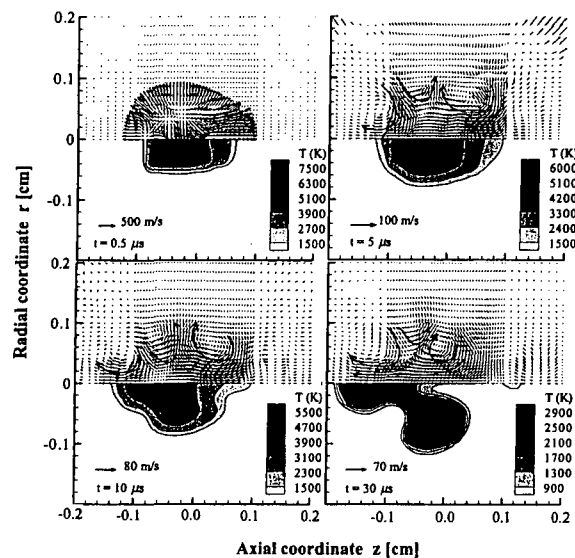 0.2
0.1
0
-0.1
T (K)
7500
6300
5100
3900
2700
1500
500 m/s
t = 0.5 µs
T (K)
6000
5100
4200
3300
2400
1500
100 m/s
t = 5 µs
0.2
0.1
0
-0.1
T (K)
5500
4700
3900
3100
2300
1500
80 m/s
t = 10 µs
T (K)
2900
2500
2100
1700
1300
900
70 m/s
t = 30 µs
-0.2 -0.1 0.0 0.1 0.2 -0.1 0.0 0.1 0.2
Radial coordinate r [cm]
Axial coordinate z [cm]